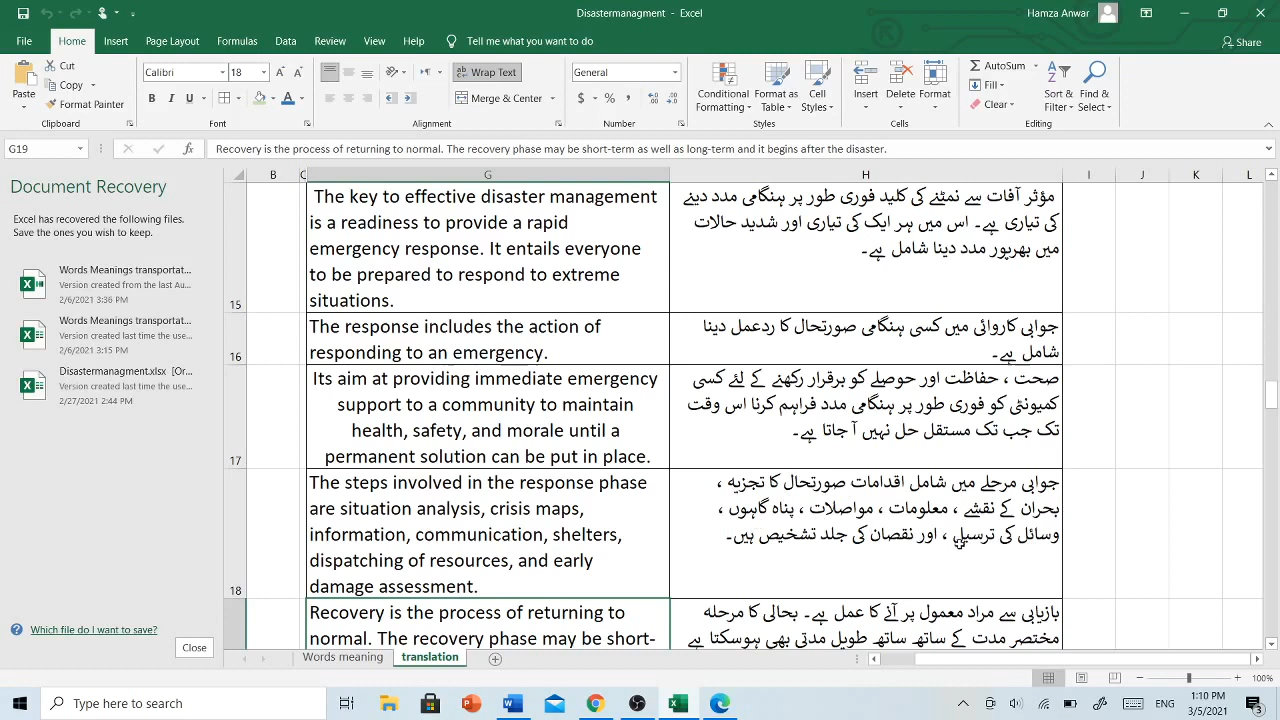 Disastermanagment - Excel
Hamza Anwar
File Home Insert Page Layout Formulas Data Review View Help Tell me what you want to do
Share
Paste
Cut
Copy
Format Painter
Clipboard
Calibri 18
B I U
Font
Wrap Text
Merge & Center
Alignment
General
$ % ,
Number
Conditional Formatting
Format as Table
Cell Styles
Styles
Insert Delete Format
Cells
AutoSum
Fill
Clear
Sort & Filter
Find & Select
Editing
G19
fx
Recovery is the process of returning to normal. The recovery phase may be short-term as well as long-term and it begins after the disaster.
Document Recovery
Excel has recovered the following files.
Save the ones you wish to keep.
Words Meanings transportat...
Version created from the last Au...
2/6/2021 3:36 PM
Words Meanings transportat...
Version created last time the use...
2/6/2021 3:15 PM
Disastermanagment.xlsx [Or...
Version created last time the use...
2/27/2021 2:44 PM
Which file do I want to save?
Close
B C G H I J K L
15
The key to effective disaster management
is a readiness to provide a rapid
emergency response. It entails everyone
to be prepared to respond to extreme
situations.
مؤثر آفات سے نمٹنے کی کلید فوری طور پر ہنگامی مدد دینے
کی تیاری ہے۔ اس میں ہر ایک کی تیاری اور شدید حالات
میں بھرپور مدد دینا شامل ہے۔
16
The response includes the action of
responding to an emergency.
جوابی کاروائی میں کسی ہنگامی صورتحال کا ردعمل دینا
شامل ہے۔
17
Its aim at providing immediate emergency
support to a community to maintain
health, safety, and morale until a
permanent solution can be put in place.
صحت ، حفاظت اور حوصلے کو برقرار رکھنے کے لئے کسی
کمیونٹی کو فوری طور پر ہنگامی مدد فراہم کرنا اس وقت
تک جب تک مستقل حل نہیں آ جاتا ہے۔
18
The steps involved in the response phase
are situation analysis, crisis maps,
information, communication, shelters,
dispatching of resources, and early
damage assessment.
جوابی مرحلے میں شامل اقدامات صورتحال کا تجزیہ ،
بحران کے نقشے ، معلومات ، مواصلات ، پناہ گاہوں ،
وسائل کی ترسیل ، اور نقصان کی جلد تشخیص ہیں۔
Recovery is the process of returning to
normal. The recovery phase may be short-
بازیابی سے مراد معمول پر آنے کا عمل ہے۔ بحالی کا مرحلہ
مختصر مدت کے ساتھ ساتھ طویل مدتی بھی ہوسکتا ہے
Words meaning
translation
100%
Type here to search
ENG
1:10 PM
3/5/2021
3